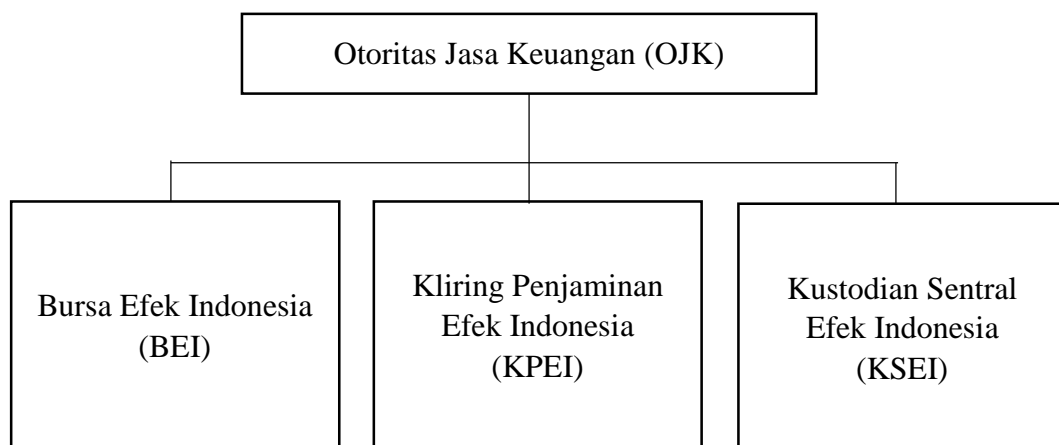 Otoritas Jasa Keuangan (OJK)
Bursa Efek Indonesia
(BEI)
Kliring Penjaminan
Efek Indonesia
(KPEI)
Kustodian Sentral
Efek Indonesia
(KSEI)